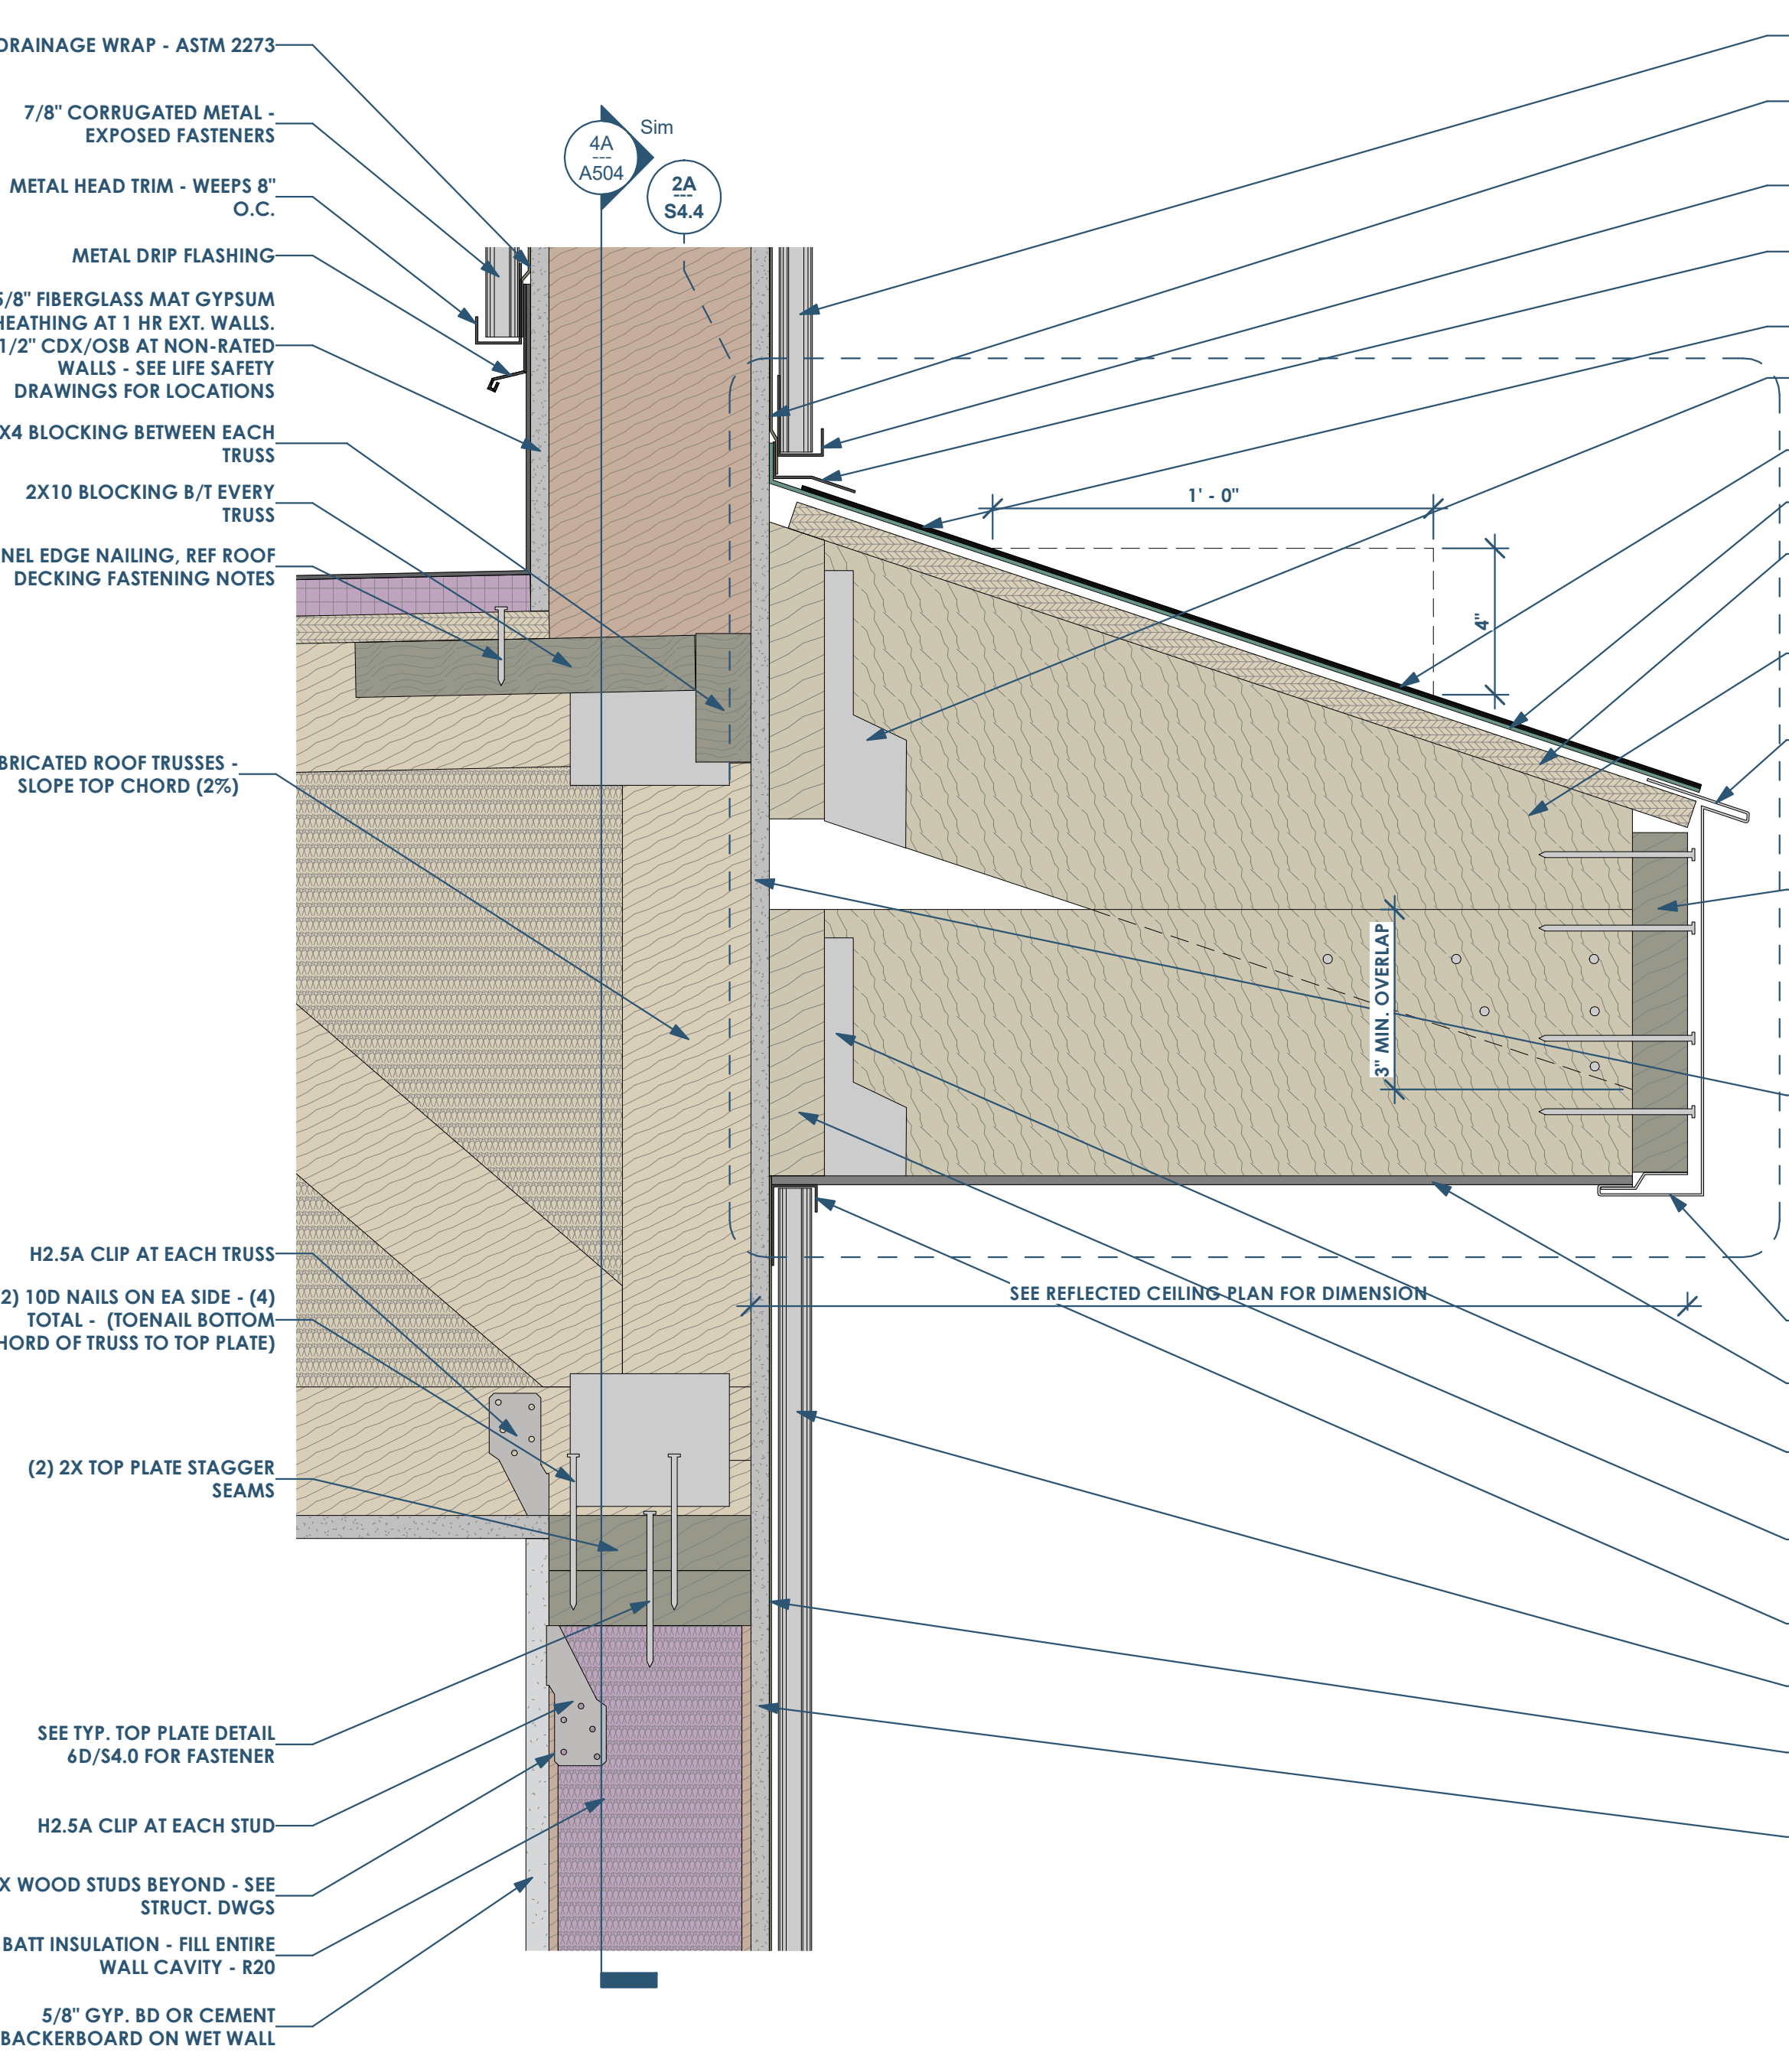 DRAINAGE WRAP - ASTM 2273
7/8" CORRUGATED METAL -
EXPOSED FASTENERS
METAL HEAD TRIM - WEEPS 8"
O.C.
METAL DRIP FLASHING
5/8" FIBERGLASS MAT GYPSUM
HEATHING AT 1 HR EXT. WALLS.
1/2" CDX/OSB AT NON-RATED
WALLS - SEE LIFE SAFETY
DRAWINGS FOR LOCATIONS
X4 BLOCKING BETWEEN EACH
TRUSS
2X10 BLOCKING B/T EVERY
TRUSS
NEL EDGE NAILING, REF ROOF
DECKING FASTENING NOTES
BRICATED ROOF TRUSSES -
SLOPE TOP CHORD (2%)
H2.5A CLIP AT EACH TRUSS
2) 10D NAILS ON EA SIDE - (4)
TOTAL - (TOENAIL BOTTOM
HORD OF TRUSS TO TOP PLATE)
(2) 2X TOP PLATE STAGGER
SEAMS
SEE TYP. TOP PLATE DETAIL
6D/S4.0 FOR FASTENER
H2.5A CLIP AT EACH STUD
X WOOD STUDS BEYOND - SEE
STRUCT. DWGS
BATT INSULATION - FILL ENTIRE
WALL CAVITY - R20
5/8" GYP. BD OR CEMENT
BACKERBOARD ON WET WALL
4A
---
A504
Sim
2A
---
S4.4
1' - 0"
4"
3" MIN. OVERLAP
SEE REFLECTED CEILING PLAN FOR DIMENSION